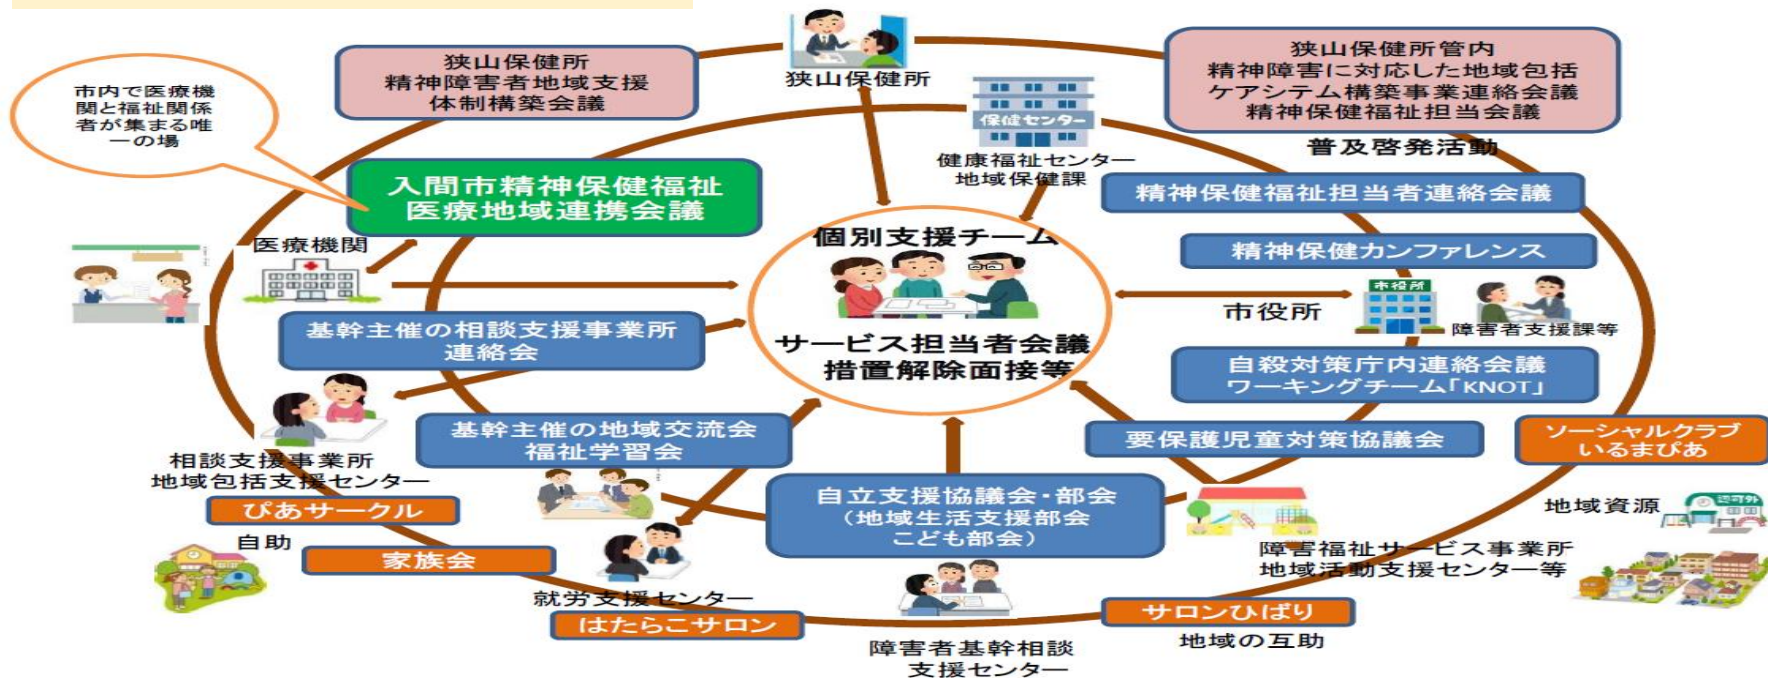 狭山保健所
精神障害者地域支援
体制構築会議
狭山保健所
狭山保健所管内
精神障害に対応した地域包括
ケアシテム構築事業連絡会議
精神保健福祉担当会議
普及啓発活動
市内で医療機
関と福祉関係
者が集まる唯
一の場
保健センター
健康福祉センター
地域保健課
入間市精神保健福祉
医療地域連携会議
精神保健福祉担当者連絡会議
医療機関
個別支援チーム
精神保健カンファレンス
市役所
市役所
障害者支援課等
基幹主催の相談支援事業所
連絡会
サービス担当者会議
措置解除面接等
自殺対策庁内連絡会議
ワーキングチーム「KNOT」
基幹主催の地域交流会
福祉学習会
要保護児童対策協議会
ソーシャルクラブ
いるまぴあ
相談支援事業所
地域包括支援センター
ぴあサークル
自助
家族会
自立支援協議会・部会
(地域生活支援部会
こども部会)
地域資源
認可外
障害福祉サービス事業所
地域活動支援センター等
就労支援センター
はたらこサロン
サロンひばり
地域の互助
障害者基幹相談
支援センター